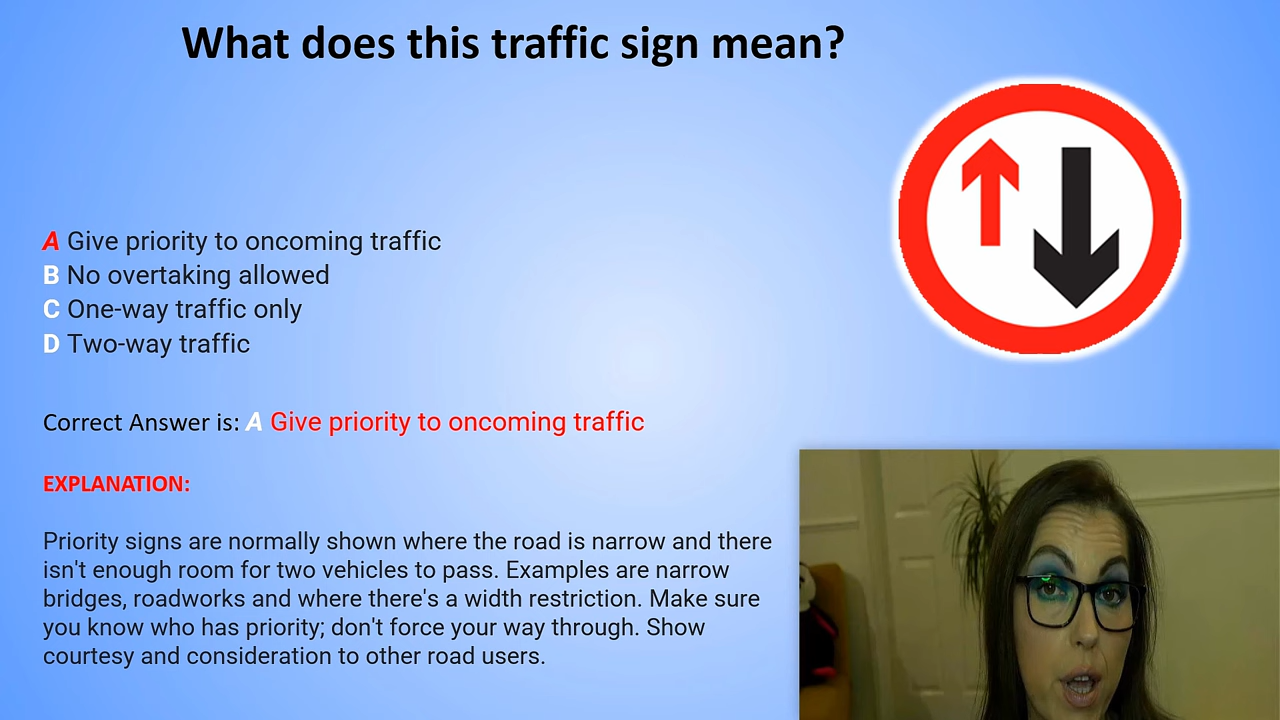 What does this traffic sign mean?
A Give priority to oncoming traffic
B No overtaking allowed
C One-way traffic only
D Two-way traffic
Correct Answer is: A Give priority to oncoming traffic
EXPLANATION:
Priority signs are normally shown where the road is narrow and there
isn't enough room for two vehicles to pass. Examples are narrow
bridges, roadworks and where there's a width restriction. Make sure
you know who has priority; don't force your way through. Show
courtesy and consideration to other road users.